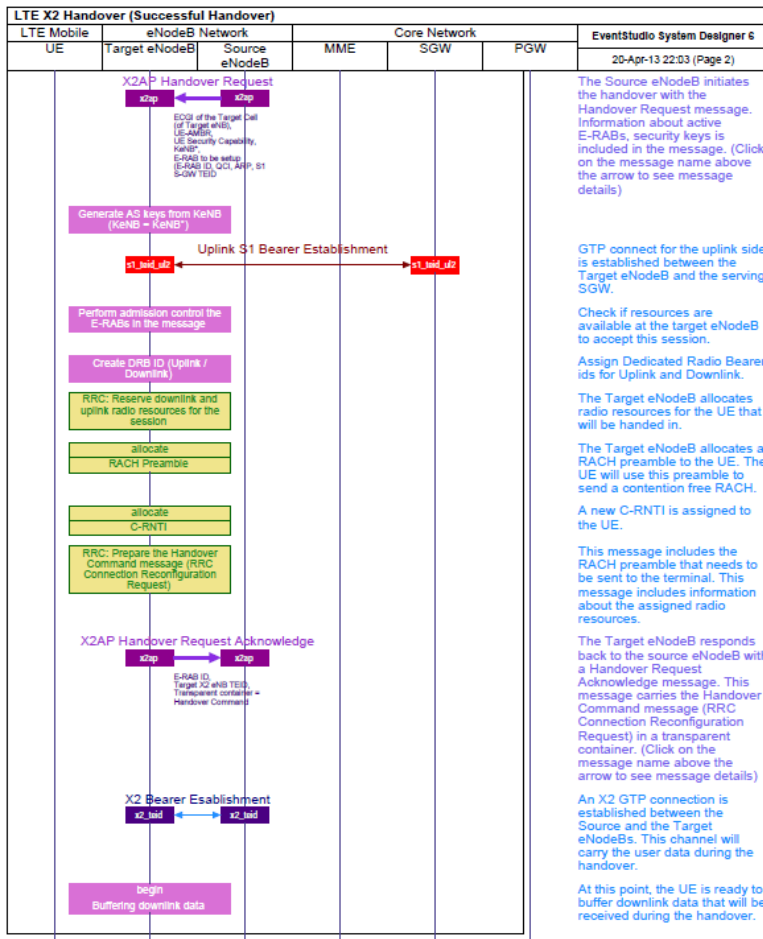 LTE X2 Handover (Successful Handover)
LTE Mobile
eNodeB Network
Core Network
EventStudio System Designer 6
UE
Target eNodeB
Source
eNodeB
MME
SGW
PGW
20-Apr-13 22:03 (Page 2)
X2AP Handover Request
x2ap
x2ap
ECGI of the Target Cell
(of Target eNB),
UE-AMBR,
UE Security Capability,
KeNB*,
E-RAB to be setup
(E-RAB ID, QCI, ARP, S1
S-GW TEID
The Source eNodeB initiates
the handover with the
Handover Request message.
Information about active
E-RABs, security keys is
included in the message. (Click
on the message name above
the arrow to see message
details)
Generate AS keys from KeNB
(KeNB = KeNB*)
Uplink S1 Bearer Establishment
s1_teid_ul2
s1_teid_ul2
GTP connect for the uplink side
is established between the
Target eNodeB and the serving
SGW.
Perform admission control the
E-RABs in the message
Check if resources are
available at the target eNodeB
to accept this session.
Create DRB ID (Uplink /
Downlink)
Assign Dedicated Radio Bearer
ids for Uplink and Downlink.
RRC: Reserve downlink and
uplink radio resources for the
session
The Target eNodeB allocates
radio resources for the UE that
will be handed in.
allocate
RACH Preamble
The Target eNodeB allocates a
RACH preamble to the UE. The
UE will use this preamble to
send a contention free RACH.
allocate
C-RNTI
A new C-RNTI is assigned to
the UE.
RRC: Prepare the Handover
Command message (RRC
Connection Reconfiguration
Request)
This message includes the
RACH preamble that needs to
be sent to the terminal. This
message includes information
about the assigned radio
resources.
X2AP Handover Request Acknowledge
x2ap
x2ap
E-RAB ID,
Target X2 eNB TEID,
Transparent container =
Handover Command
The Target eNodeB responds
back to the source eNodeB with
a Handover Request
Acknowledge message. This
message carries the Handover
Command message (RRC
Connection Reconfiguration
Request) in a transparent
container. (Click on the
message name above the
arrow to see message details)
X2 Bearer Esablishment
x2_teid
x2_teid
An X2 GTP connection is
established between the
Source and the Target
eNodeBs. This channel will
carry the user data during the
handover.
begin
Buffering downlink data
At this point, the UE is ready to
buffer downlink data that will be
received during the handover.